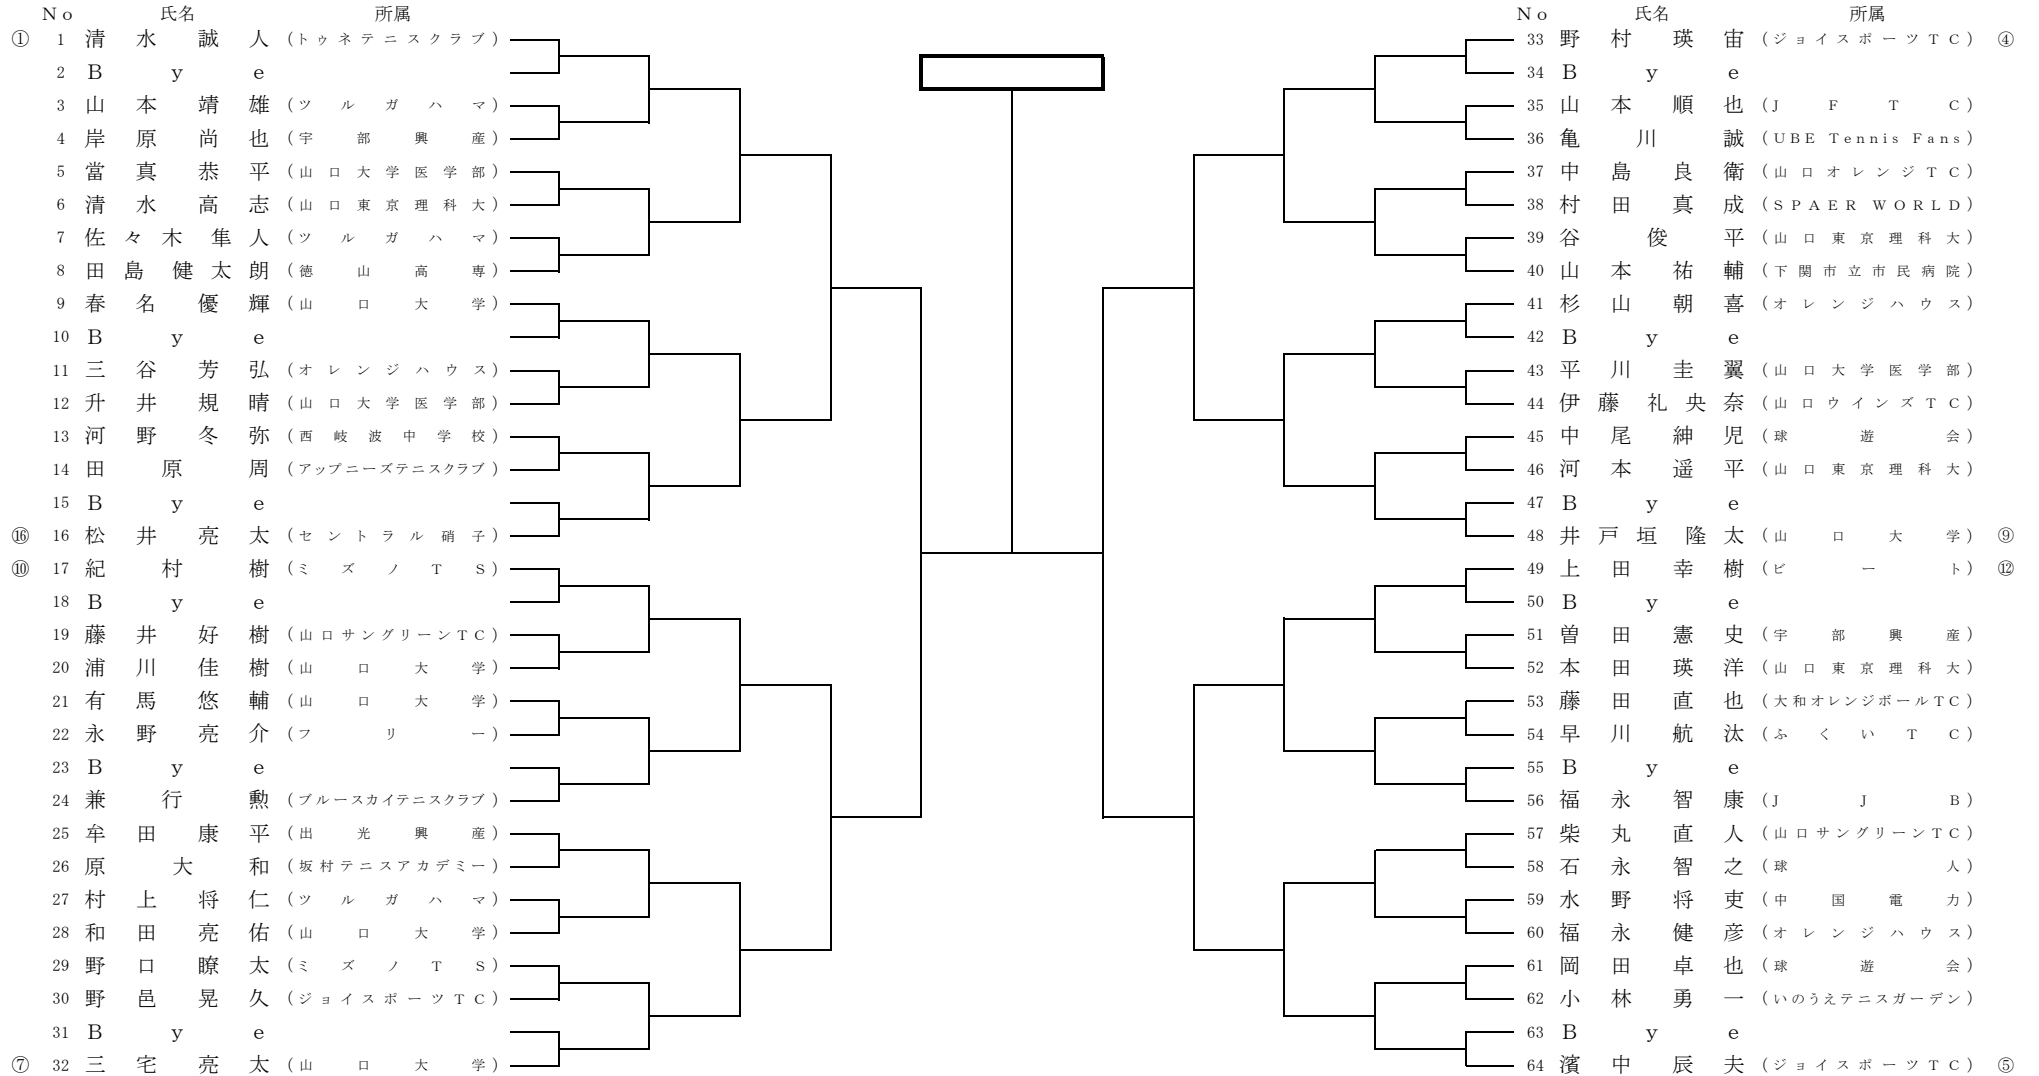 No 氏名 所属
① 1 清水 誠人 (トゥネテニスクラブ)
2 Bye
3 山本 靖雄 (ツルガハマ)
4 岸原 尚也 (宇部興産)
5 當真 恭平 (山口大学医学部)
6 清水 高志 (山口東京理科大)
7 佐々木 隼人 (ツルガハマ)
8 田島 健太朗 (徳山高専)
9 春名 優輝 (山口大学)
10 Bye
11 三谷 芳弘 (オレンジハウス)
12 升井 規晴 (山口大学医学部)
13 河野 冬弥 (西岐波中学校)
14 田原 周 (アップニーズテニスクラブ)
15 Bye
⑯ 16 松井 亮太 (セントラル硝子)
⑩ 17 紀村 樹 (ミズノTS)
18 Bye
19 藤井 好樹 (山口サングリーンTC)
20 浦川 佳樹 (山口大学)
21 有馬 悠輔 (山口大学)
22 永野 亮介 (フリー)
23 Bye
24 兼行 勲 (ブルースカイテニスクラブ)
25 牟田 康平 (出光興産)
26 原 大和 (坂村テニスアカデミー)
27 村上 将仁 (ツルガハマ)
28 和田 亮佑 (山口大学)
29 野口 瞭太 (ミズノTS)
30 野邑 晃久 (ジョイスポーツTC)
31 Bye
⑦ 32 三宅 亮太 (山口大学)
No 氏名 所属
33 野村 瑛宙 (ジョイスポーツTC) ④
34 Bye
35 山本 順也 (JFTC)
36 亀川 誠 (UBE Tennis Fans)
37 中島 良衛 (山口オレンジTC)
38 村田 真成 (SPAER WORLD)
39 谷 俊平 (山口東京理科大)
40 山本 祐輔 (下関市立市民病院)
41 杉山 朝喜 (オレンジハウス)
42 Bye
43 平川 圭翼 (山口大学医学部)
44 伊藤 礼央奈 (山口ウインズTC)
45 中尾 紳児 (球遊会)
46 河本 遥平 (山口東京理科大)
47 Bye
48 井戸垣 隆太 (山口大学) ⑨
49 上田 幸樹 (ビート) ⑫
50 Bye
51 曽田 憲史 (宇部興産)
52 本田 瑛洋 (山口東京理科大)
53 藤田 直也 (大和オレンジボールTC)
54 早川 航汰 (ふくいTC)
55 Bye
56 福永 智康 (JJB)
57 柴丸 直人 (山口サングリーンTC)
58 石永 智之 (球人)
59 水野 将吏 (中国電力)
60 福永 健彦 (オレンジハウス)
61 岡田 卓也 (球遊会)
62 小林 勇一 (いのうえテニスガーデン)
63 Bye
64 濱中 辰夫 (ジョイスポーツTC) ⑤